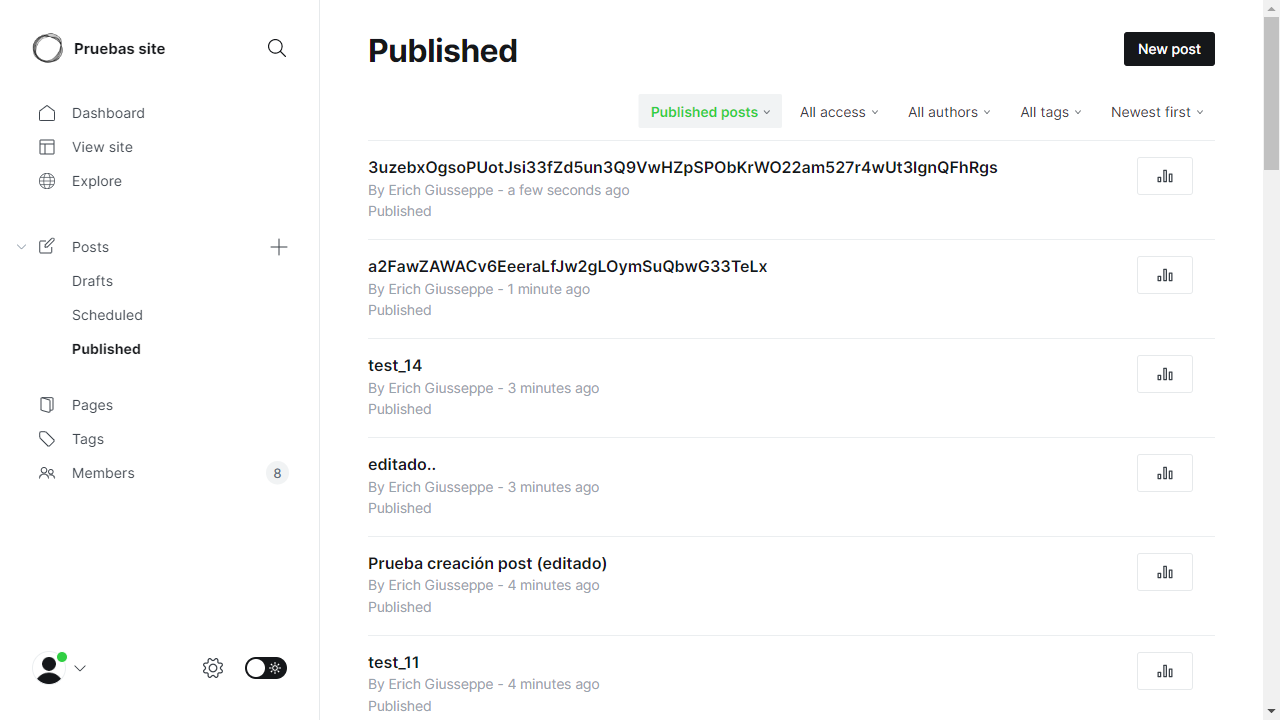 Pruebas site
Dashboard
View site
Explore
Posts
Drafts
Scheduled
Published
Pages
Tags
Members
8
Published
New post
Published posts
All access
All authors
All tags
Newest first
3uzebxOgsoPUotJsi33fZd5un3Q9VwHZpSPObKrWO22am527r4wUt3IgnQFhRgs
By Erich Giusseppe - a few seconds ago
Published
a2FawZAWACv6EeeraLfJw2gLOymSuQbwG33TeLx
By Erich Giusseppe - 1 minute ago
Published
test_14
By Erich Giusseppe - 3 minutes ago
Published
editado..
By Erich Giusseppe - 3 minutes ago
Published
Prueba creación post (editado)
By Erich Giusseppe - 4 minutes ago
Published
test_11
By Erich Giusseppe - 4 minutes ago
Published